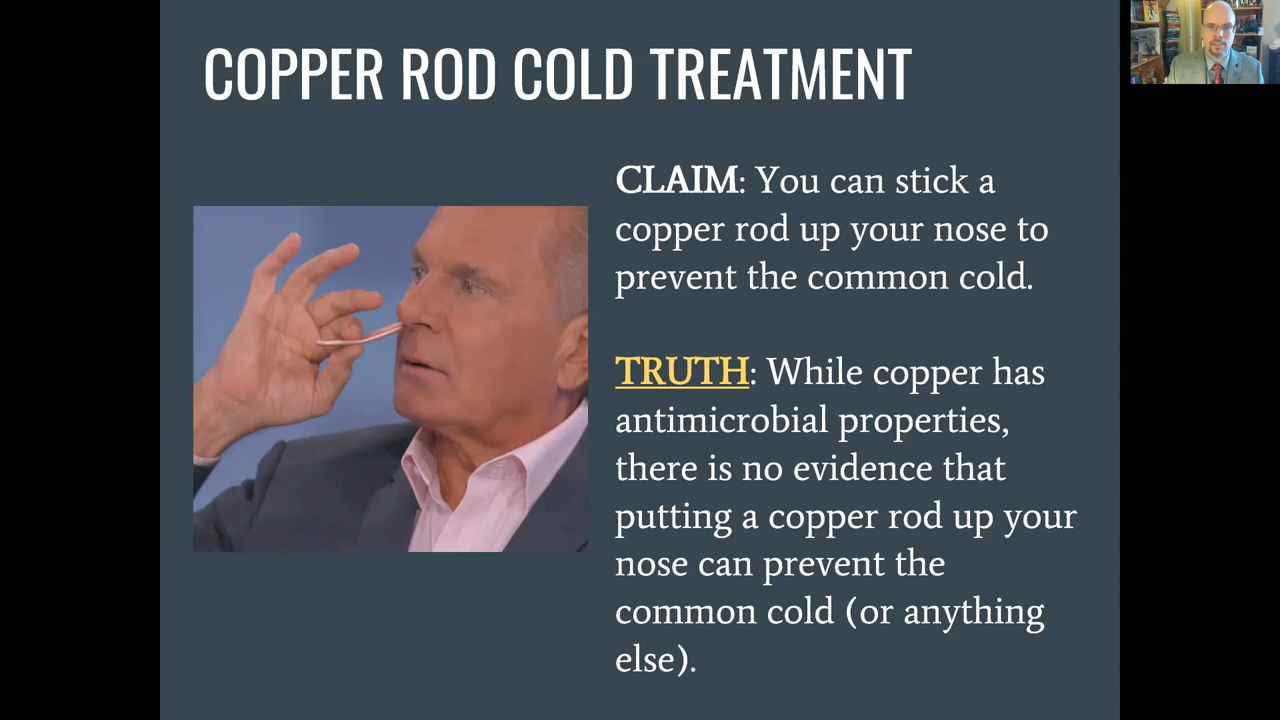 COPPER ROD COLD TREATMENT
CLAIM: You can stick a
copper rod up your nose to
prevent the common cold.
TRUTH: While copper has
antimicrobial properties,
there is no evidence that
putting a copper rod up your
nose can prevent the
common cold (or anything
else).